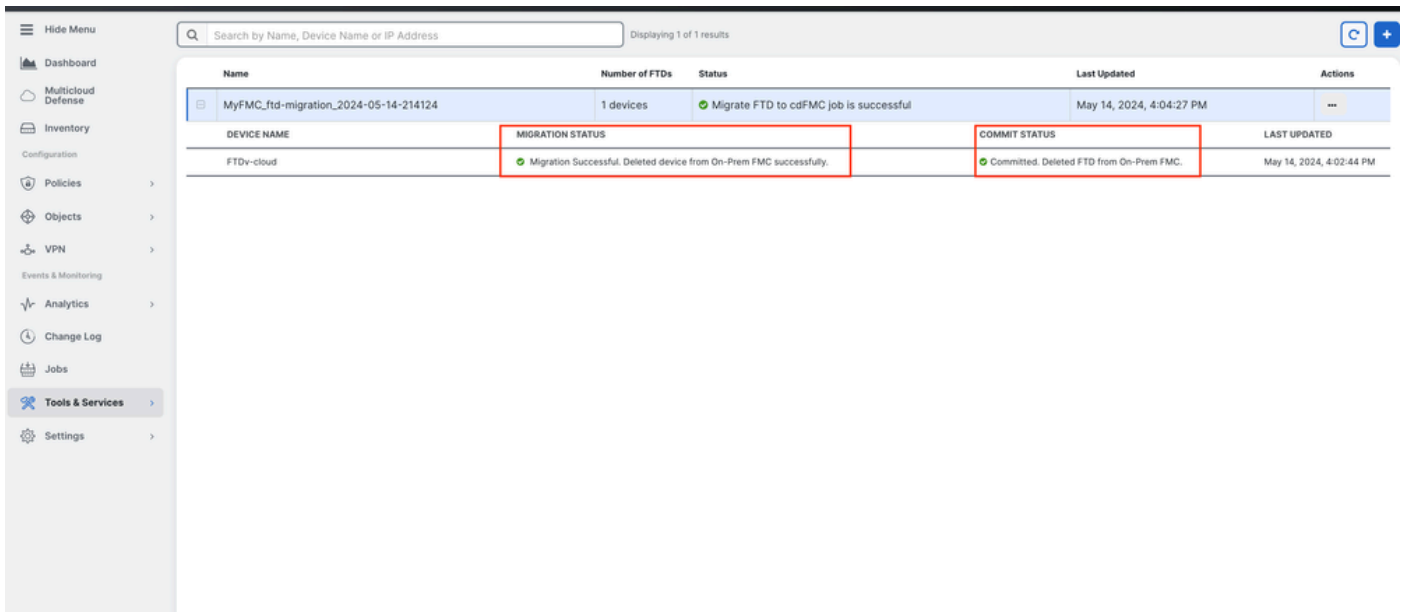 Hide Menu
Search by Name, Device Name or IP Address
Displaying 1 of 1 results
Dashboard
Multicloud
Defense
Inventory
Configuration
Policies
Objects
VPN
Events & Monitoring
Analytics
Change Log
Jobs
Tools & Services
Settings
Name Number of FTDs Status Last Updated Actions
MyFMC_ftd-migration_2024-05-14-214124 1 devices Migrate FTD to cdFMC job is successful May 14, 2024, 4:04:27 PM
DEVICE NAME MIGRATION STATUS COMMIT STATUS LAST UPDATED
FTDv-cloud Migration Successful. Deleted device from On-Prem FMC successfully. Committed. Deleted FTD from On-Prem FMC. May 14, 2024, 4:02:44 PM